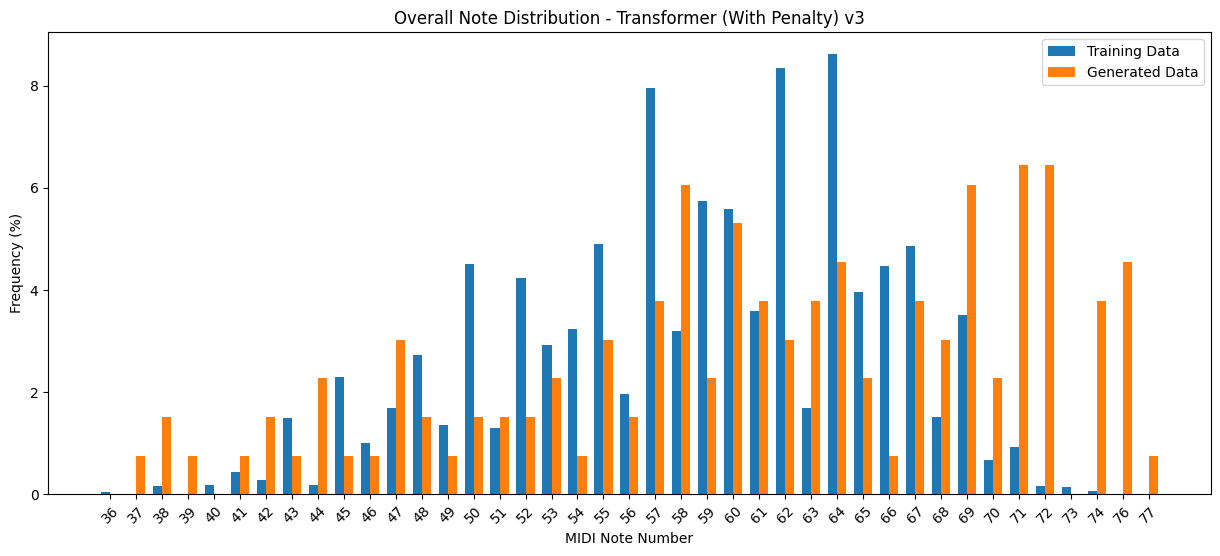 Overall Note Distribution - Transformer (With Penalty) v3
Training Data
Generated Data
Frequency (%)
8
6
4
2
0
36 37 38 39 40 41 42 43 44 45 46 47 48 49 50 51 52 53 54 55 56 57 58 59 60 61 62 63 64 65 66 67 68 69 70 71 72 73 74 76 77
MIDI Note Number